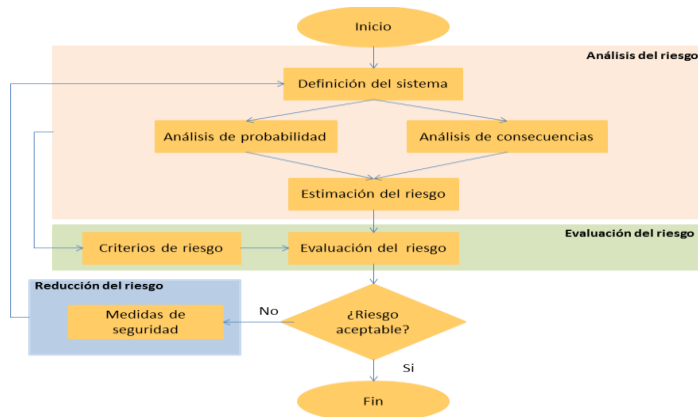 Inicio
Análisis del riesgo
Definición del sistema
Análisis de probabilidad
Análisis de consecuencias
Estimación del riesgo
Evaluación del riesgo
Criterios de riesgo
Evaluación del riesgo
Reducción del riesgo
Medidas de
seguridad
No
¿Riesgo
aceptable?
Si
Fin